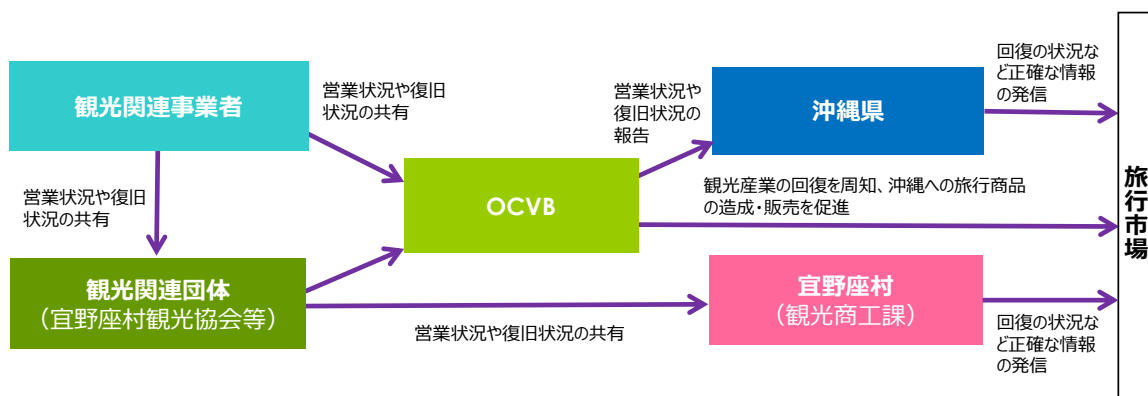 観光関連事業者
営業状況や復旧
状況の共有
営業状況や
復旧状況の
報告
沖縄県
回復の状況な
ど正確な情報
の発信
営業状況や復旧
状況の共有
OCVB
観光産業の回復を周知、沖縄への旅行商品
の造成・販売を促進
旅行市場
観光関連団体
（宜野座村観光協会等）
営業状況や復旧状況の共有
宜野座村
（観光商工課）
回復の状況な
ど正確な情報
の発信